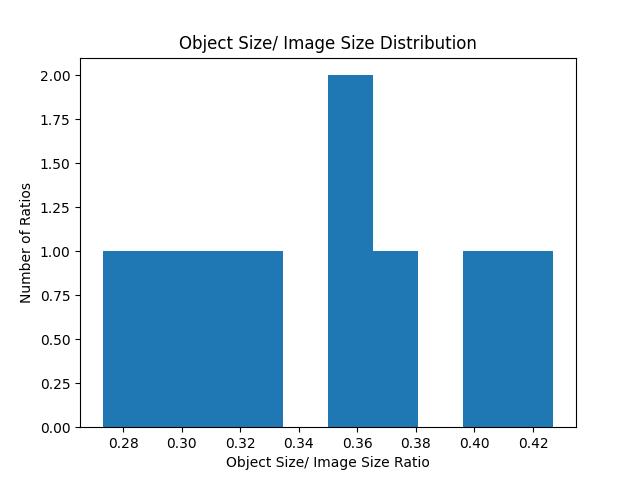 Object Size/ Image Size Distribution
2.00
1.75
1.50
1.25
1.00
0.75
0.50
0.25
0.00
Number of Ratios
0.28 0.30 0.32 0.34 0.36 0.38 0.40 0.42
Object Size/ Image Size Ratio